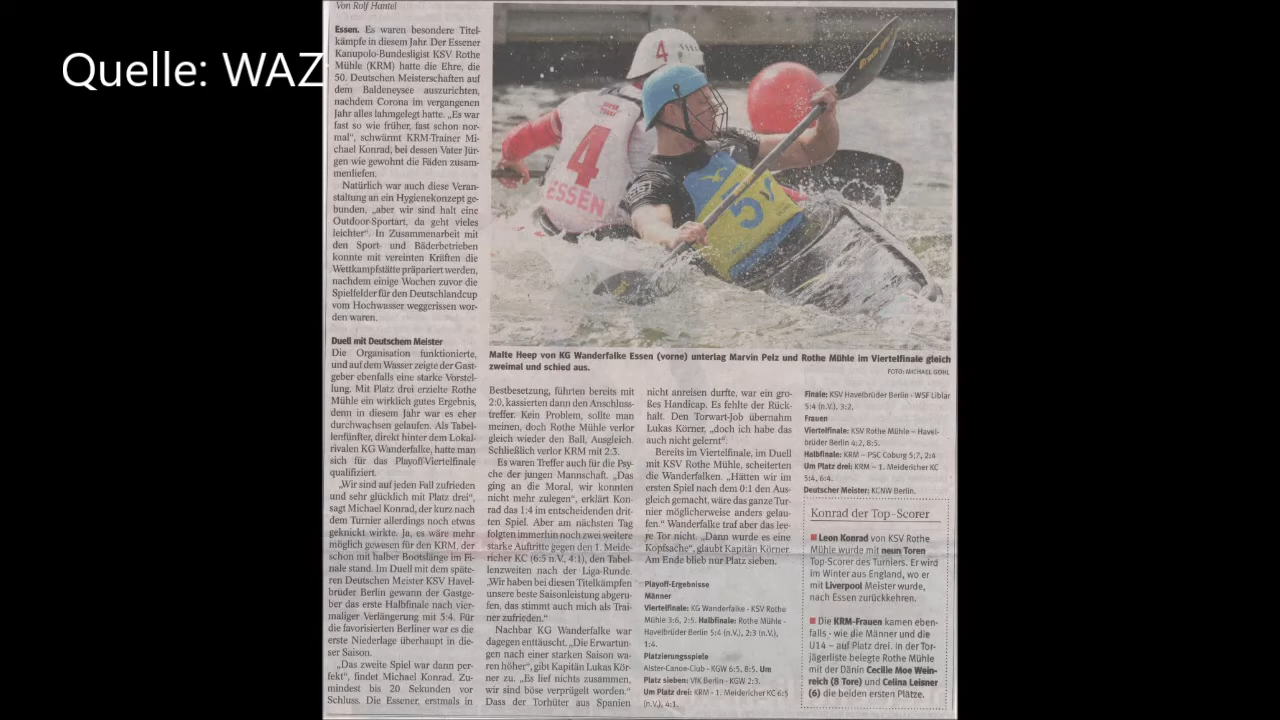 Quelle: WAZ
Von Rolf Hantel
Essen. Es waren besondere Titel-
kämpfe in diesem Jahr. Der Essener
Kanupolo-Bundesligist KSV Rothe
Mühle (KRM) hatte die Ehre, die
50. Deutschen Meisterschaften auf
dem Baldeneysee auszurichten,
nachdem Corona im vergangenen
Jahr alles lahmgelegt hatte. „Es war
fast so wie früher, fast schon nor-
mal“, schwärmt KRM-Trainer Mi-
chael Konrad, bei dessen Vater Jür-
gen wie gewohnt die Fäden zusam-
menliefen.
Natürlich war auch diese Veran-
staltung an ein Hygienekonzept ge-
bunden, „aber wir sind halt eine
Outdoor-Sportart, da geht vieles
leichter“. In Zusammenarbeit mit
den Sport- und Bäderbetrieben
konnte mit vereinten Kräften die
Wettkampfstätte präpariert werden,
nachdem einige Wochen zuvor die
Spielfelder für den Deutschlandcup
vom Hochwasser weggerissen wor-
den waren.
Duell mit Deutschem Meister
Die Organisation funktionierte,
und auf dem Wasser zeigte der Gast-
geber ebenfalls eine starke Vorstel-
lung. Mit Platz drei erzielte Rothe
Mühle ein wirklich gutes Ergebnis,
denn in diesem Jahr war es eher
durchwachsen gelaufen. Als Tabel-
lenfünfter, direkt hinter dem Lokal-
rivalen KG Wanderfalke, hatte man
sich für das Playoff-Viertelfinale
qualifiziert.
„Wir sind auf jeden Fall zufrieden
und sehr glücklich mit Platz drei“,
sagt Michael Konrad, der kurz nach
dem Turnier allerdings noch etwas
geknickt wirkte. Ja, es wäre mehr
möglich gewesen für den KRM, der
schon mit halber Bootslänge im Fi-
nale stand. Im Duell mit dem späte-
ren Deutschen Meister KSV Havel-
brüder Berlin gewann der Gastge-
ber das erste Halbfinale nach vier-
maliger Verlängerung mit 5:4. Für
die favorisierten Berliner war es die
erste Niederlage überhaupt in die-
ser Saison.
„Das zweite Spiel war dann per-
fekt“, findet Michael Konrad. Zu-
mindest bis 20 Sekunden vor
Schluss. Die Essener, erstmals in
4
4
ESSEN
5
Malte Heep von KG Wanderfalke Essen (vorne) unterlag Marvin Pelz und Rothe Mühle im Viertelfinale gleich
zweimal und schied aus.
FOTO: MICHAEL GOHL
Bestbesetzung, führten bereits mit
2:0, kassierten dann den Anschluss-
treffer. Kein Problem, sollte man
meinen, doch Rothe Mühle verlor
gleich wieder den Ball, Ausgleich.
Schließlich verlor KRM mit 2:3.
Es waren Treffer auch für die Psy-
che der jungen Mannschaft. „Das
ging an die Moral, wir konnten
nicht mehr zulegen“, erklärt Kon-
rad das 1:4 im entscheidenden drit-
ten Spiel. Aber am nächsten Tag
folgten immerhin noch zwei weitere
starke Auftritte gegen den 1. Meide-
richer KC (6:5 n.V., 4:1), den Tabel-
lenzweiten nach der Liga-Runde.
„Wir haben bei diesen Titelkämpfen
unsere beste Saisonleistung abgeru-
fen, das stimmt auch mich als Trai-
ner zufrieden.“
Nachbar KG Wanderfalke war
dagegen enttäuscht. „Die Erwartun-
gen nach einer starken Saison wa-
ren höher“, gibt Kapitän Lukas Kör-
ner zu. „Es lief nichts zusammen,
wir sind böse verprügelt worden.“
Dass der Torhüter aus Spanien
nicht anreisen durfte, war ein gro-
ßes Handicap. Es fehlte der Rück-
halt. Den Torwart-Job übernahm
Lukas Körner, „doch ich habe das
auch nicht gelernt“.
Bereits im Viertelfinale, im Duell
mit KSV Rothe Mühle, scheiterten
die Wanderfalken. „Hätten wir im
ersten Spiel nach dem 0:1 den Aus-
gleich gemacht, wäre das ganze Tur-
nier möglicherweise anders gelau-
fen.“ Wanderfalke traf aber das lee-
re Tor nicht. „Dann wurde es eine
Kopfsache“, glaubt Kapitän Körner.
Am Ende blieb nur Platz sieben.
Playoff-Ergebnisse
Männer
Viertelfinale: KG Wanderfalke - KSV Rothe
Mühle 3:6, 2:5. Halbfinale: Rothe Mühle -
Havelbrüder Berlin 5:4 (n.V.), 2:3 (n.V.),
1:4.
Platzierungsspiele
Alster-Canoe-Club - KGW 6:5, 8:5. Um
Platz sieben: VfK Berlin - KGW 2:3.
Um Platz drei: KRM - 1. Meidericher KC 6:5
(n.V.), 4:1.
Finale: KSV Havelbrüder Berlin - WSF Liblar
5:4 (n.V.), 3:2.
Frauen
Viertelfinale: KSV Rothe Mühle – Havel-
brüder Berlin 4:2, 8:5.
Halbfinale: KRM – PSC Coburg 5:7, 2:4
Um Platz drei: KRM – 1. Meidericher KC
5:4, 6:4.
Deutscher Meister: KCNW Berlin.
Konrad der Top-Scorer
■ Leon Konrad von KSV Rothe
Mühle wurde mit neun Toren
Top-Scorer des Turniers. Er wird
im Winter aus England, wo er
mit Liverpool Meister wurde,
nach Essen zurückkehren.
■ Die KRM-Frauen kamen eben-
falls - wie die Männer und die
U14 – auf Platz drei. In der Tor-
jägerliste belegte Rothe Mühle
mit der Dänin Cecilie Moe Wein-
reich (8 Tore) und Celina Leisner
(6) die beiden ersten Plätze.